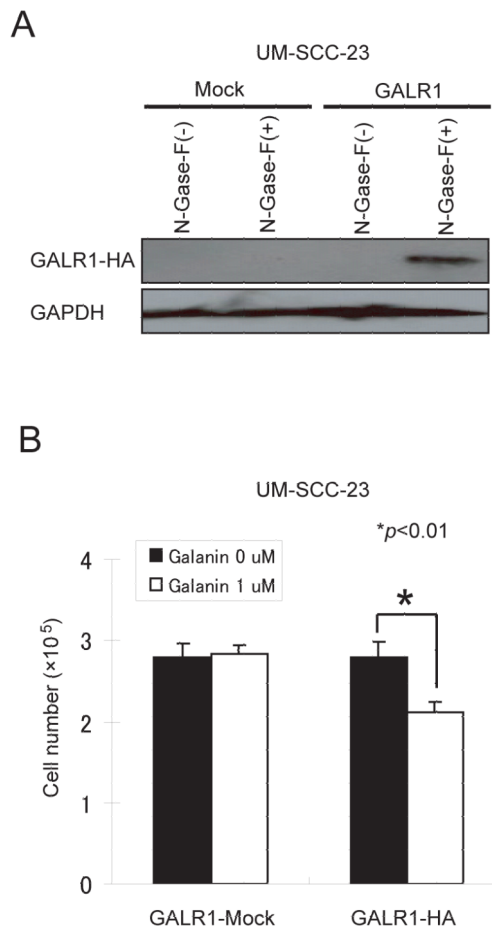 A
UM-SCC-23
Mock GALR1
N-Gase-F(-) N-Gase-F(+) N-Gase-F(-) N-Gase-F(+)
GALR1-HA
GAPDH
B
UM-SCC-23
*p<0.01
Galanin 0 uM
Galanin 1 uM
*
Cell number (×10⁵)
4
3
2
1
0
GALR1-Mock GALR1-HA